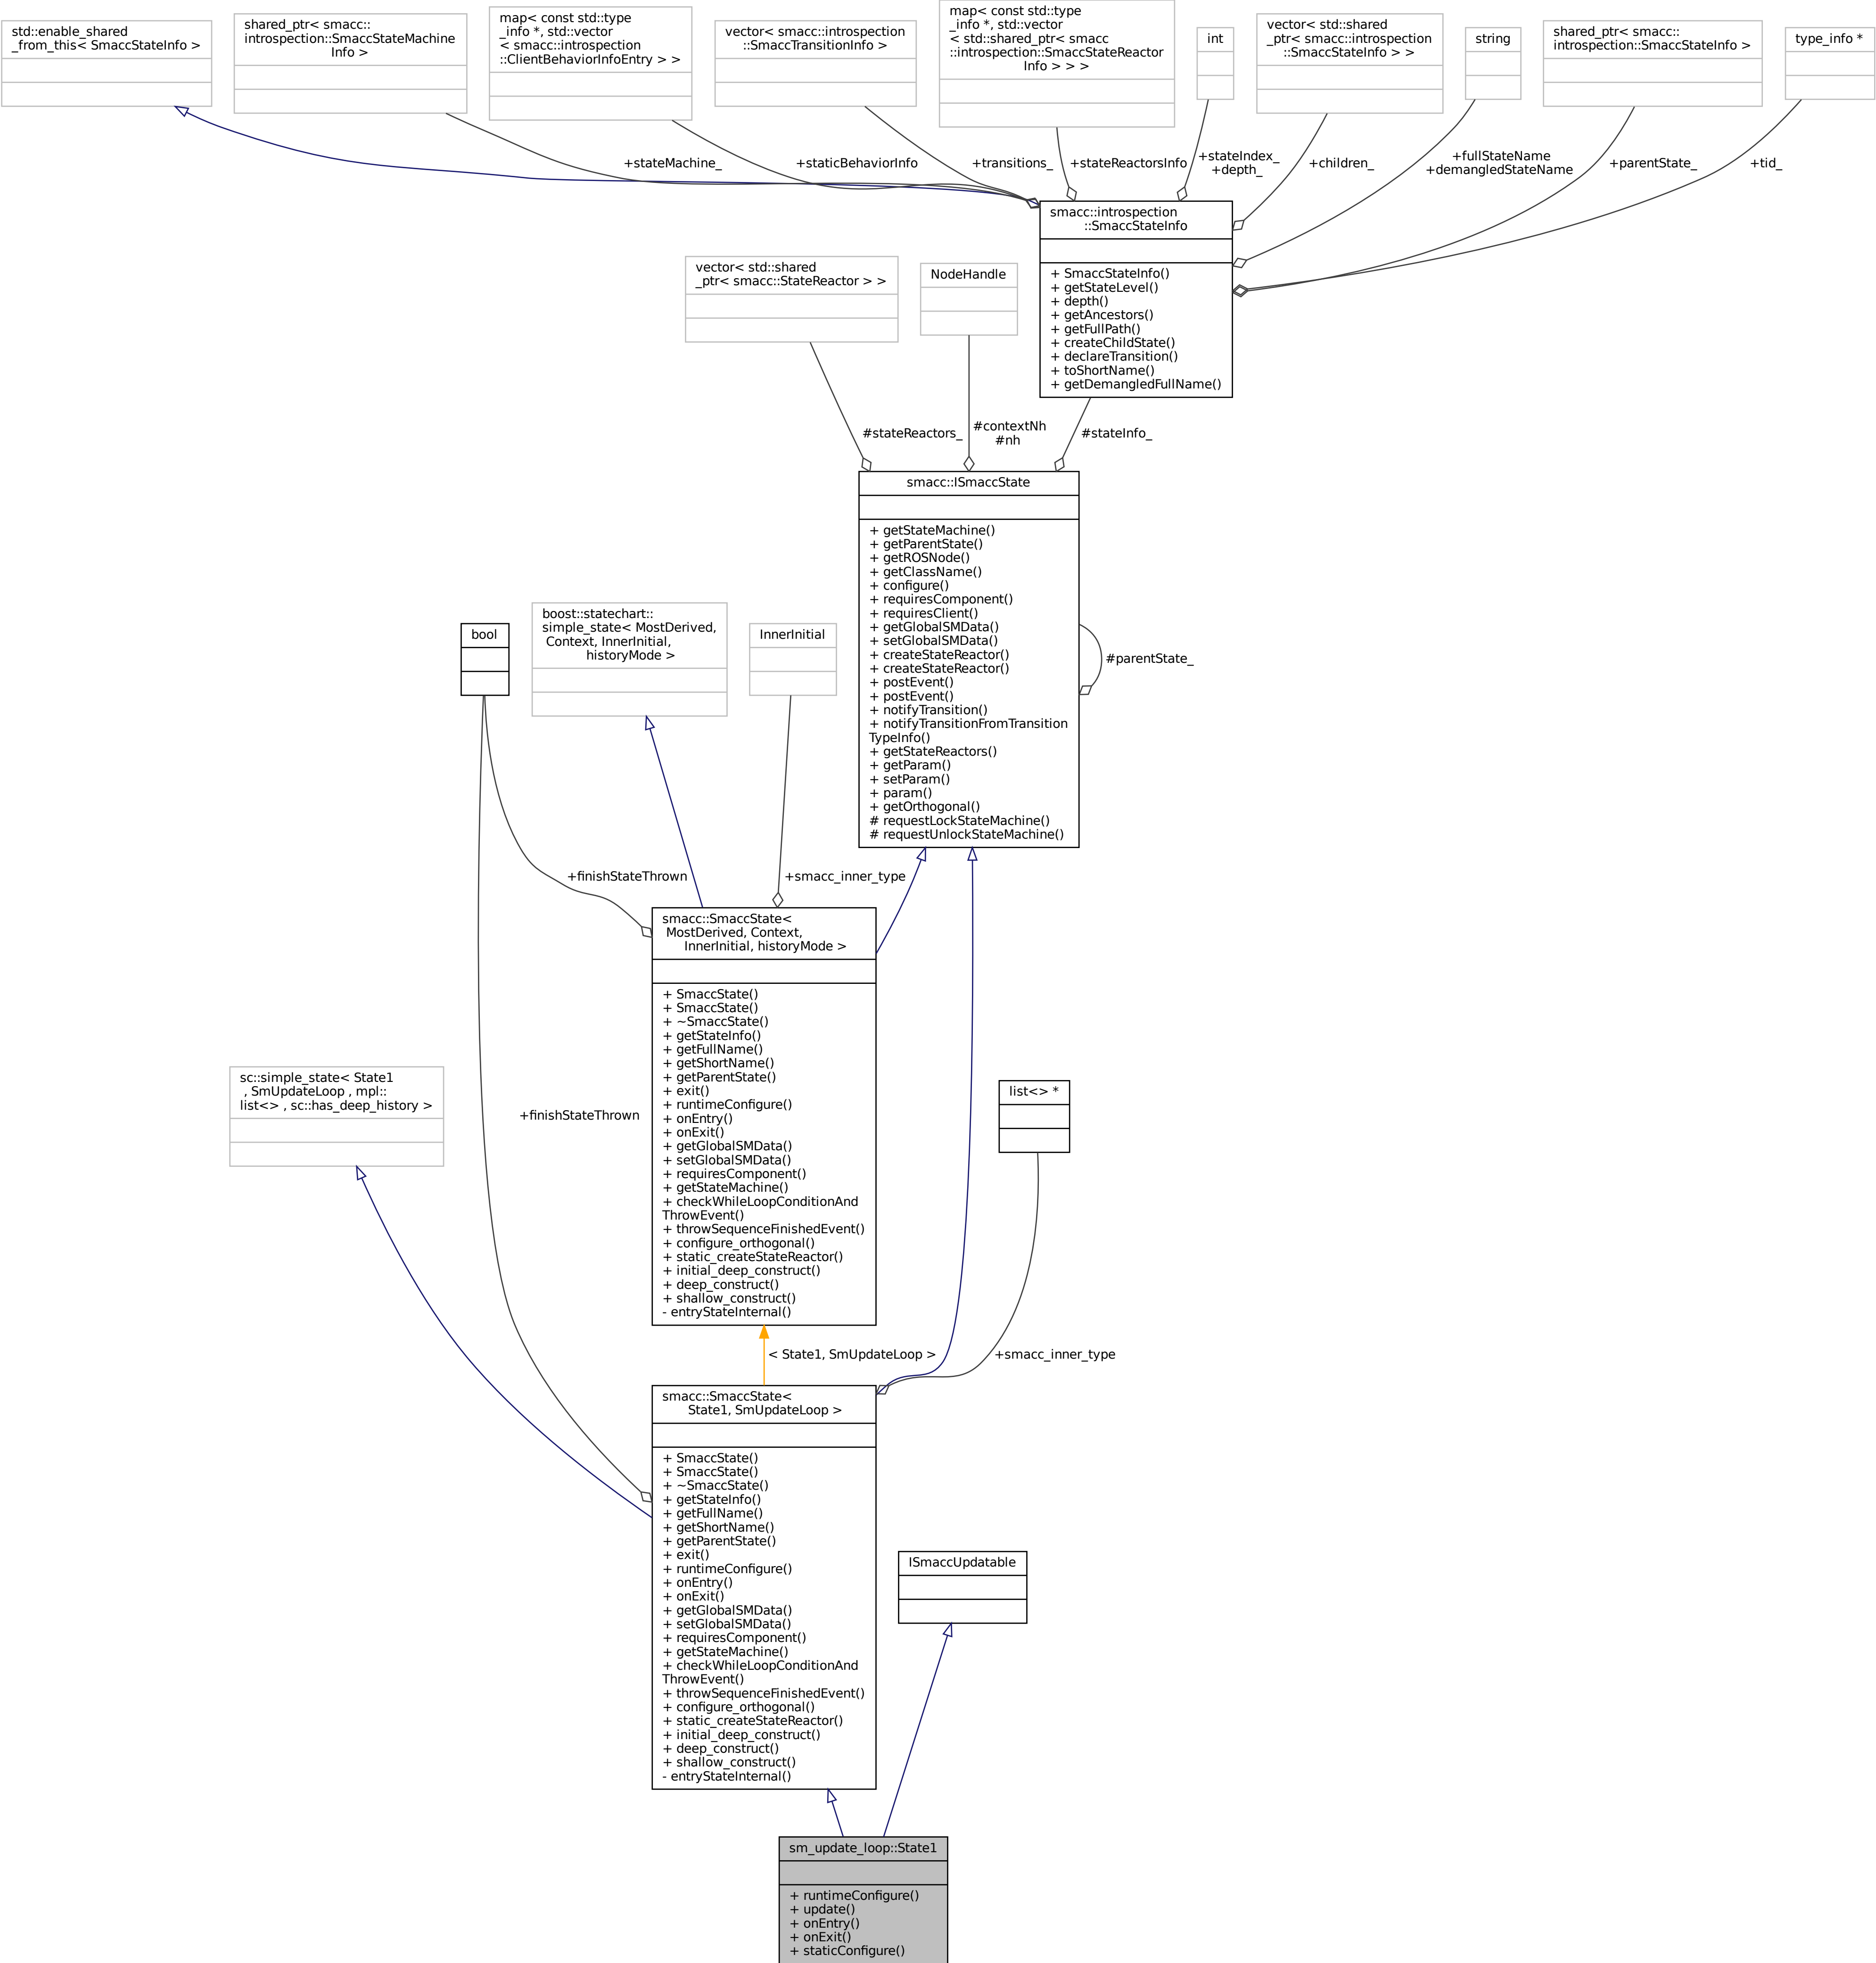 std::enable_shared
_from_this< SmaccStateInfo >
shared_ptr< smacc::
introspection::SmaccStateMachine
Info >
map< const std::type
_info *, std::vector
< smacc::introspection
::ClientBehaviorInfoEntry > >
vector< smacc::introspection
::SmaccTransitionInfo >
map< const std::type
_info *, std::vector
< std::shared_ptr< smacc
::introspection::SmaccStateReactor
Info > > >
int
vector< std::shared
_ptr< smacc::introspection
::SmaccStateInfo > >
string
shared_ptr< smacc::
introspection::SmaccStateInfo >
type_info *
+stateMachine_
+staticBehaviorInfo
+transitions_
+stateReactorsInfo
+stateIndex_
+depth_
+children_
+fullStateName
+demangledStateName
+parentState_
+tid_
smacc::introspection
::SmaccStateInfo
+ SmaccStateInfo()
+ getStateLevel()
+ depth()
+ getAncestors()
+ getFullPath()
+ createChildState()
+ declareTransition()
+ toShortName()
+ getDemangledFullName()
vector< std::shared
_ptr< smacc::StateReactor > >
NodeHandle
#stateReactors_
#contextNh
#nh
#stateInfo_
smacc::ISmaccState
+ getStateMachine()
+ getParentState()
+ getROSNode()
+ getClassName()
+ configure()
+ requiresComponent()
+ requiresClient()
+ getGlobalSMData()
+ setGlobalSMData()
+ createStateReactor()
+ createStateReactor()
+ postEvent()
+ postEvent()
+ notifyTransition()
+ notifyTransitionFromTransition
TypeInfo()
+ getStateReactors()
+ getParam()
+ setParam()
+ param()
+ getOrthogonal()
# requestLockStateMachine()
# requestUnlockStateMachine()
#parentState_
bool
boost::statechart::
simple_state< MostDerived,
Context, InnerInitial,
historyMode >
InnerInitial
+finishStateThrown
+smacc_inner_type
smacc::SmaccState<
MostDerived, Context,
InnerInitial, historyMode >
+ SmaccState()
+ SmaccState()
+ ~SmaccState()
+ getStateInfo()
+ getFullName()
+ getShortName()
+ getParentState()
+ exit()
+ runtimeConfigure()
+ onEntry()
+ onExit()
+ getGlobalSMData()
+ setGlobalSMData()
+ requiresComponent()
+ getStateMachine()
+ checkWhileLoopConditionAnd
ThrowEvent()
+ throwSequenceFinishedEvent()
+ configure_orthogonal()
+ static_createStateReactor()
+ initial_deep_construct()
+ deep_construct()
+ shallow_construct()
- entryStateInternal()
sc::simple_state< State1
, SmUpdateLoop , mpl::
list<> , sc::has_deep_history >
+finishStateThrown
list<> *
< State1, SmUpdateLoop >
+smacc_inner_type
smacc::SmaccState<
State1, SmUpdateLoop >
+ SmaccState()
+ SmaccState()
+ ~SmaccState()
+ getStateInfo()
+ getFullName()
+ getShortName()
+ getParentState()
+ exit()
+ runtimeConfigure()
+ onEntry()
+ onExit()
+ getGlobalSMData()
+ setGlobalSMData()
+ requiresComponent()
+ getStateMachine()
+ checkWhileLoopConditionAnd
ThrowEvent()
+ throwSequenceFinishedEvent()
+ configure_orthogonal()
+ static_createStateReactor()
+ initial_deep_construct()
+ deep_construct()
+ shallow_construct()
- entryStateInternal()
ISmaccUpdatable
sm_update_loop::State1
+ runtimeConfigure()
+ update()
+ onEntry()
+ onExit()
+ staticConfigure()